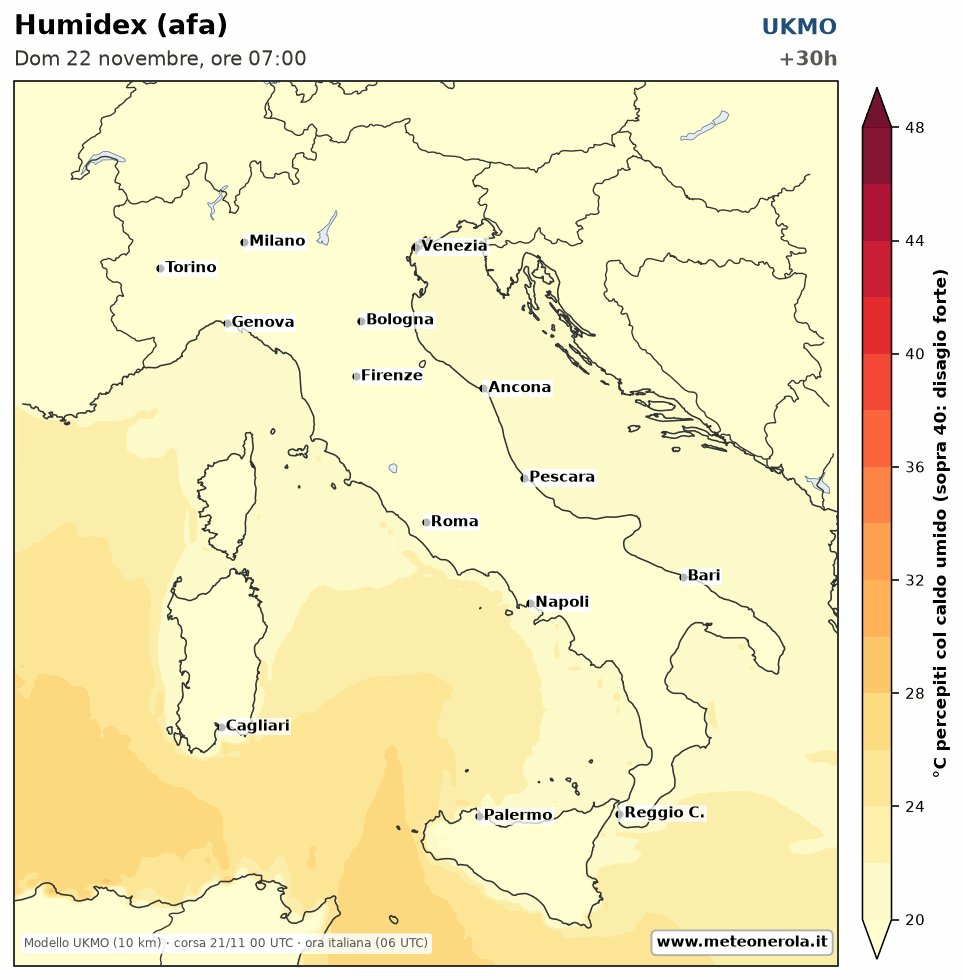 Humidex (afa)
UKMO
Dom 22 novembre, ore 07:00
+30h
Milano
Torino
Venezia
Genova
Bologna
Firenze
Ancona
Pescara
Roma
Bari
Napoli
Cagliari
Palermo
Reggio C.
48
44
40
36
32
28
24
20
°C percepiti col caldo umido (sopra 40: disagio forte)
Modello UKMO (10 km) · corsa 21/11 00 UTC · ora italiana (06 UTC)
www.meteonerola.it